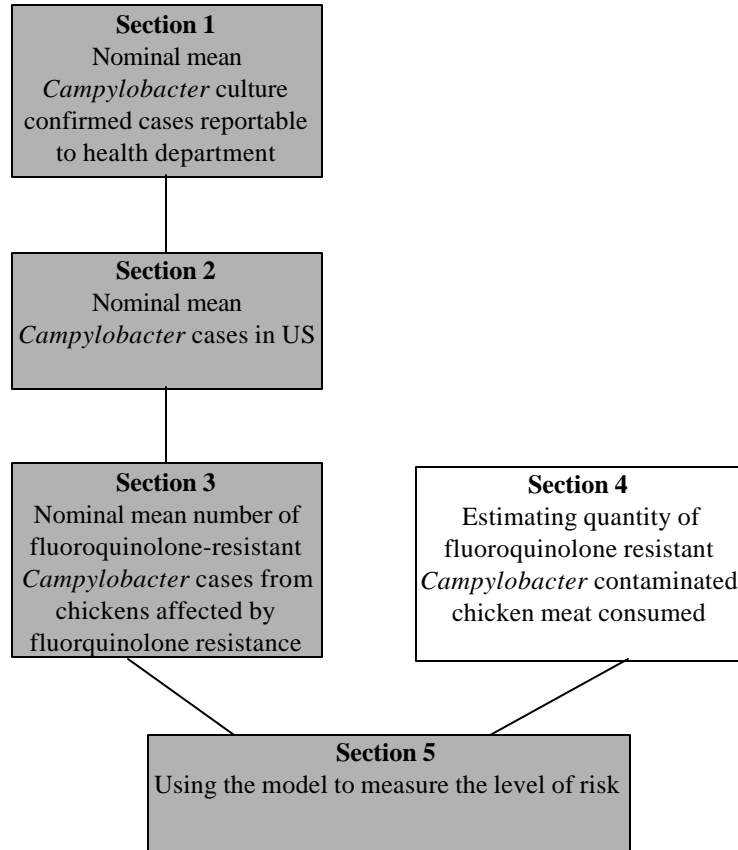 Section 1
Nominal mean
Campylobacter culture
confirmed cases reportable
to health department
Section 2
Nominal mean
Campylobacter cases in US
Section 3
Nominal mean number of
fluoroquinolone-resistant
Campylobacter cases from
chickens affected by
fluorquinolone resistance
Section 4
Estimating quantity of
fluoroquinolone resistant
Campylobacter contaminated
chicken meat consumed
Section 5
Using the model to measure the level of risk